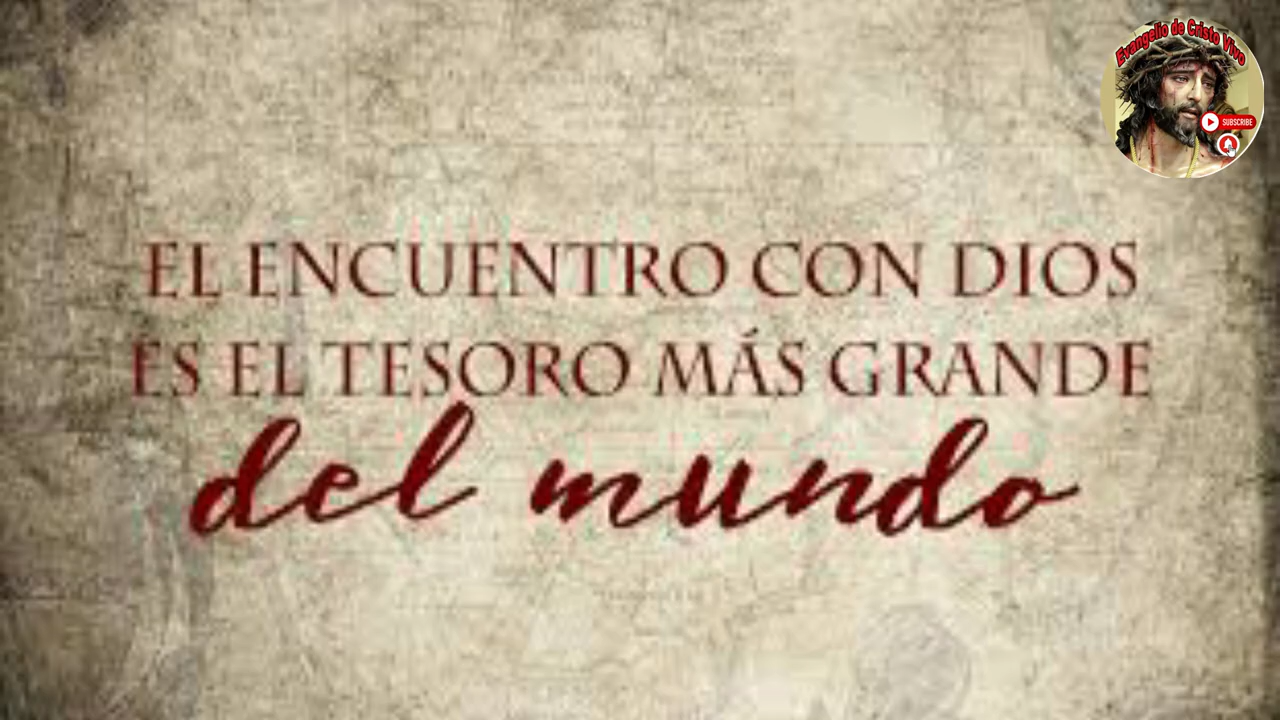 Evangelio de Cristo Vivo
SUBSCRIBE
EL ENCUENTRO CON DIOS
ES EL TESORO MÁS GRANDE
del mundo